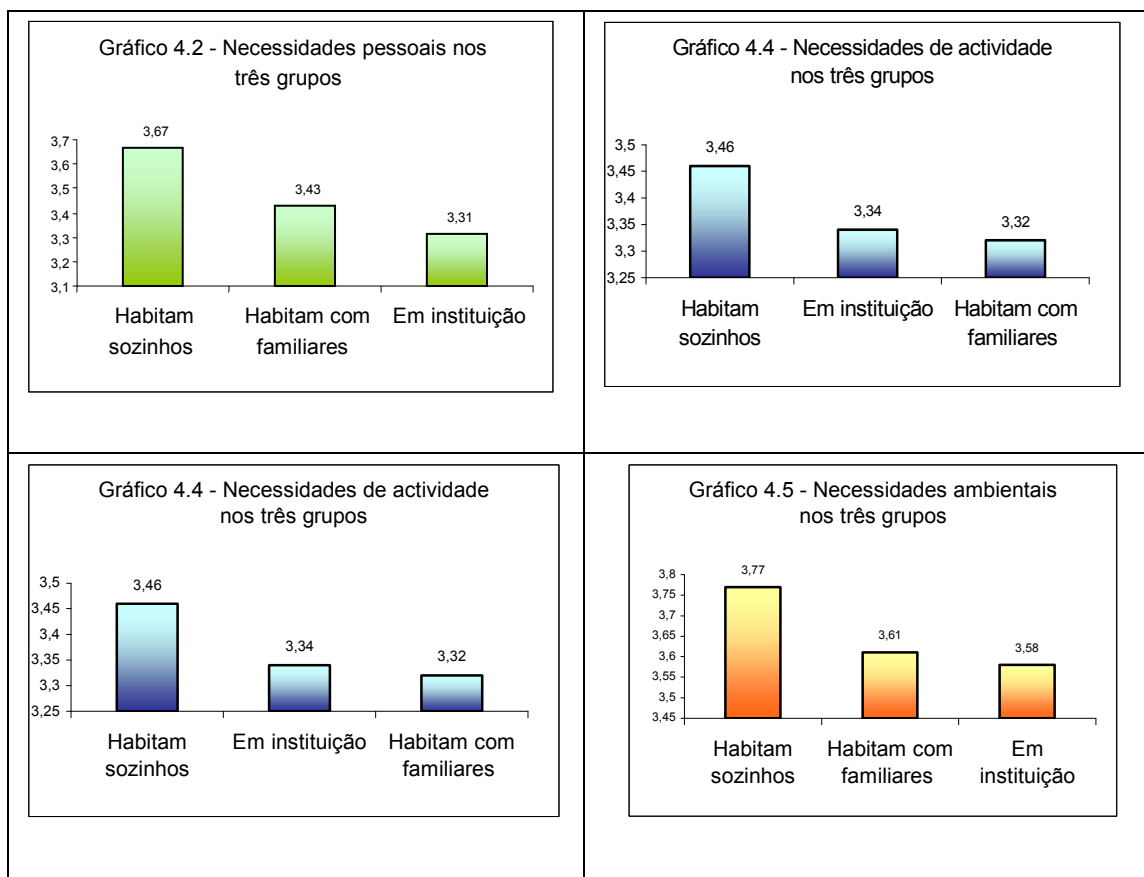 Gráfico 4.2 - Necessidades pessoais nos
três grupos
3,67
3,43
3,31
3,7
3,6
3,5
3,4
3,3
3,2
3,1
Habitam
sozinhos
Habitam com
familiares
Em instituição
Gráfico 4.4 - Necessidades de actividade
nos três grupos
3,46
3,34
3,32
3,5
3,45
3,4
3,35
3,3
3,25
Habitam
sozinhos
Em instituição
Habitam com
familiares
Gráfico 4.4 - Necessidades de actividade
nos três grupos
3,46
3,34
3,32
3,5
3,45
3,4
3,35
3,3
3,25
Habitam
sozinhos
Em instituição
Habitam com
familiares
Gráfico 4.5 - Necessidades ambientais
nos três grupos
3,77
3,61
3,58
3,8
3,75
3,7
3,65
3,6
3,55
3,5
3,45
Habitam
sozinhos
Habitam com
familiares
Em
instituição